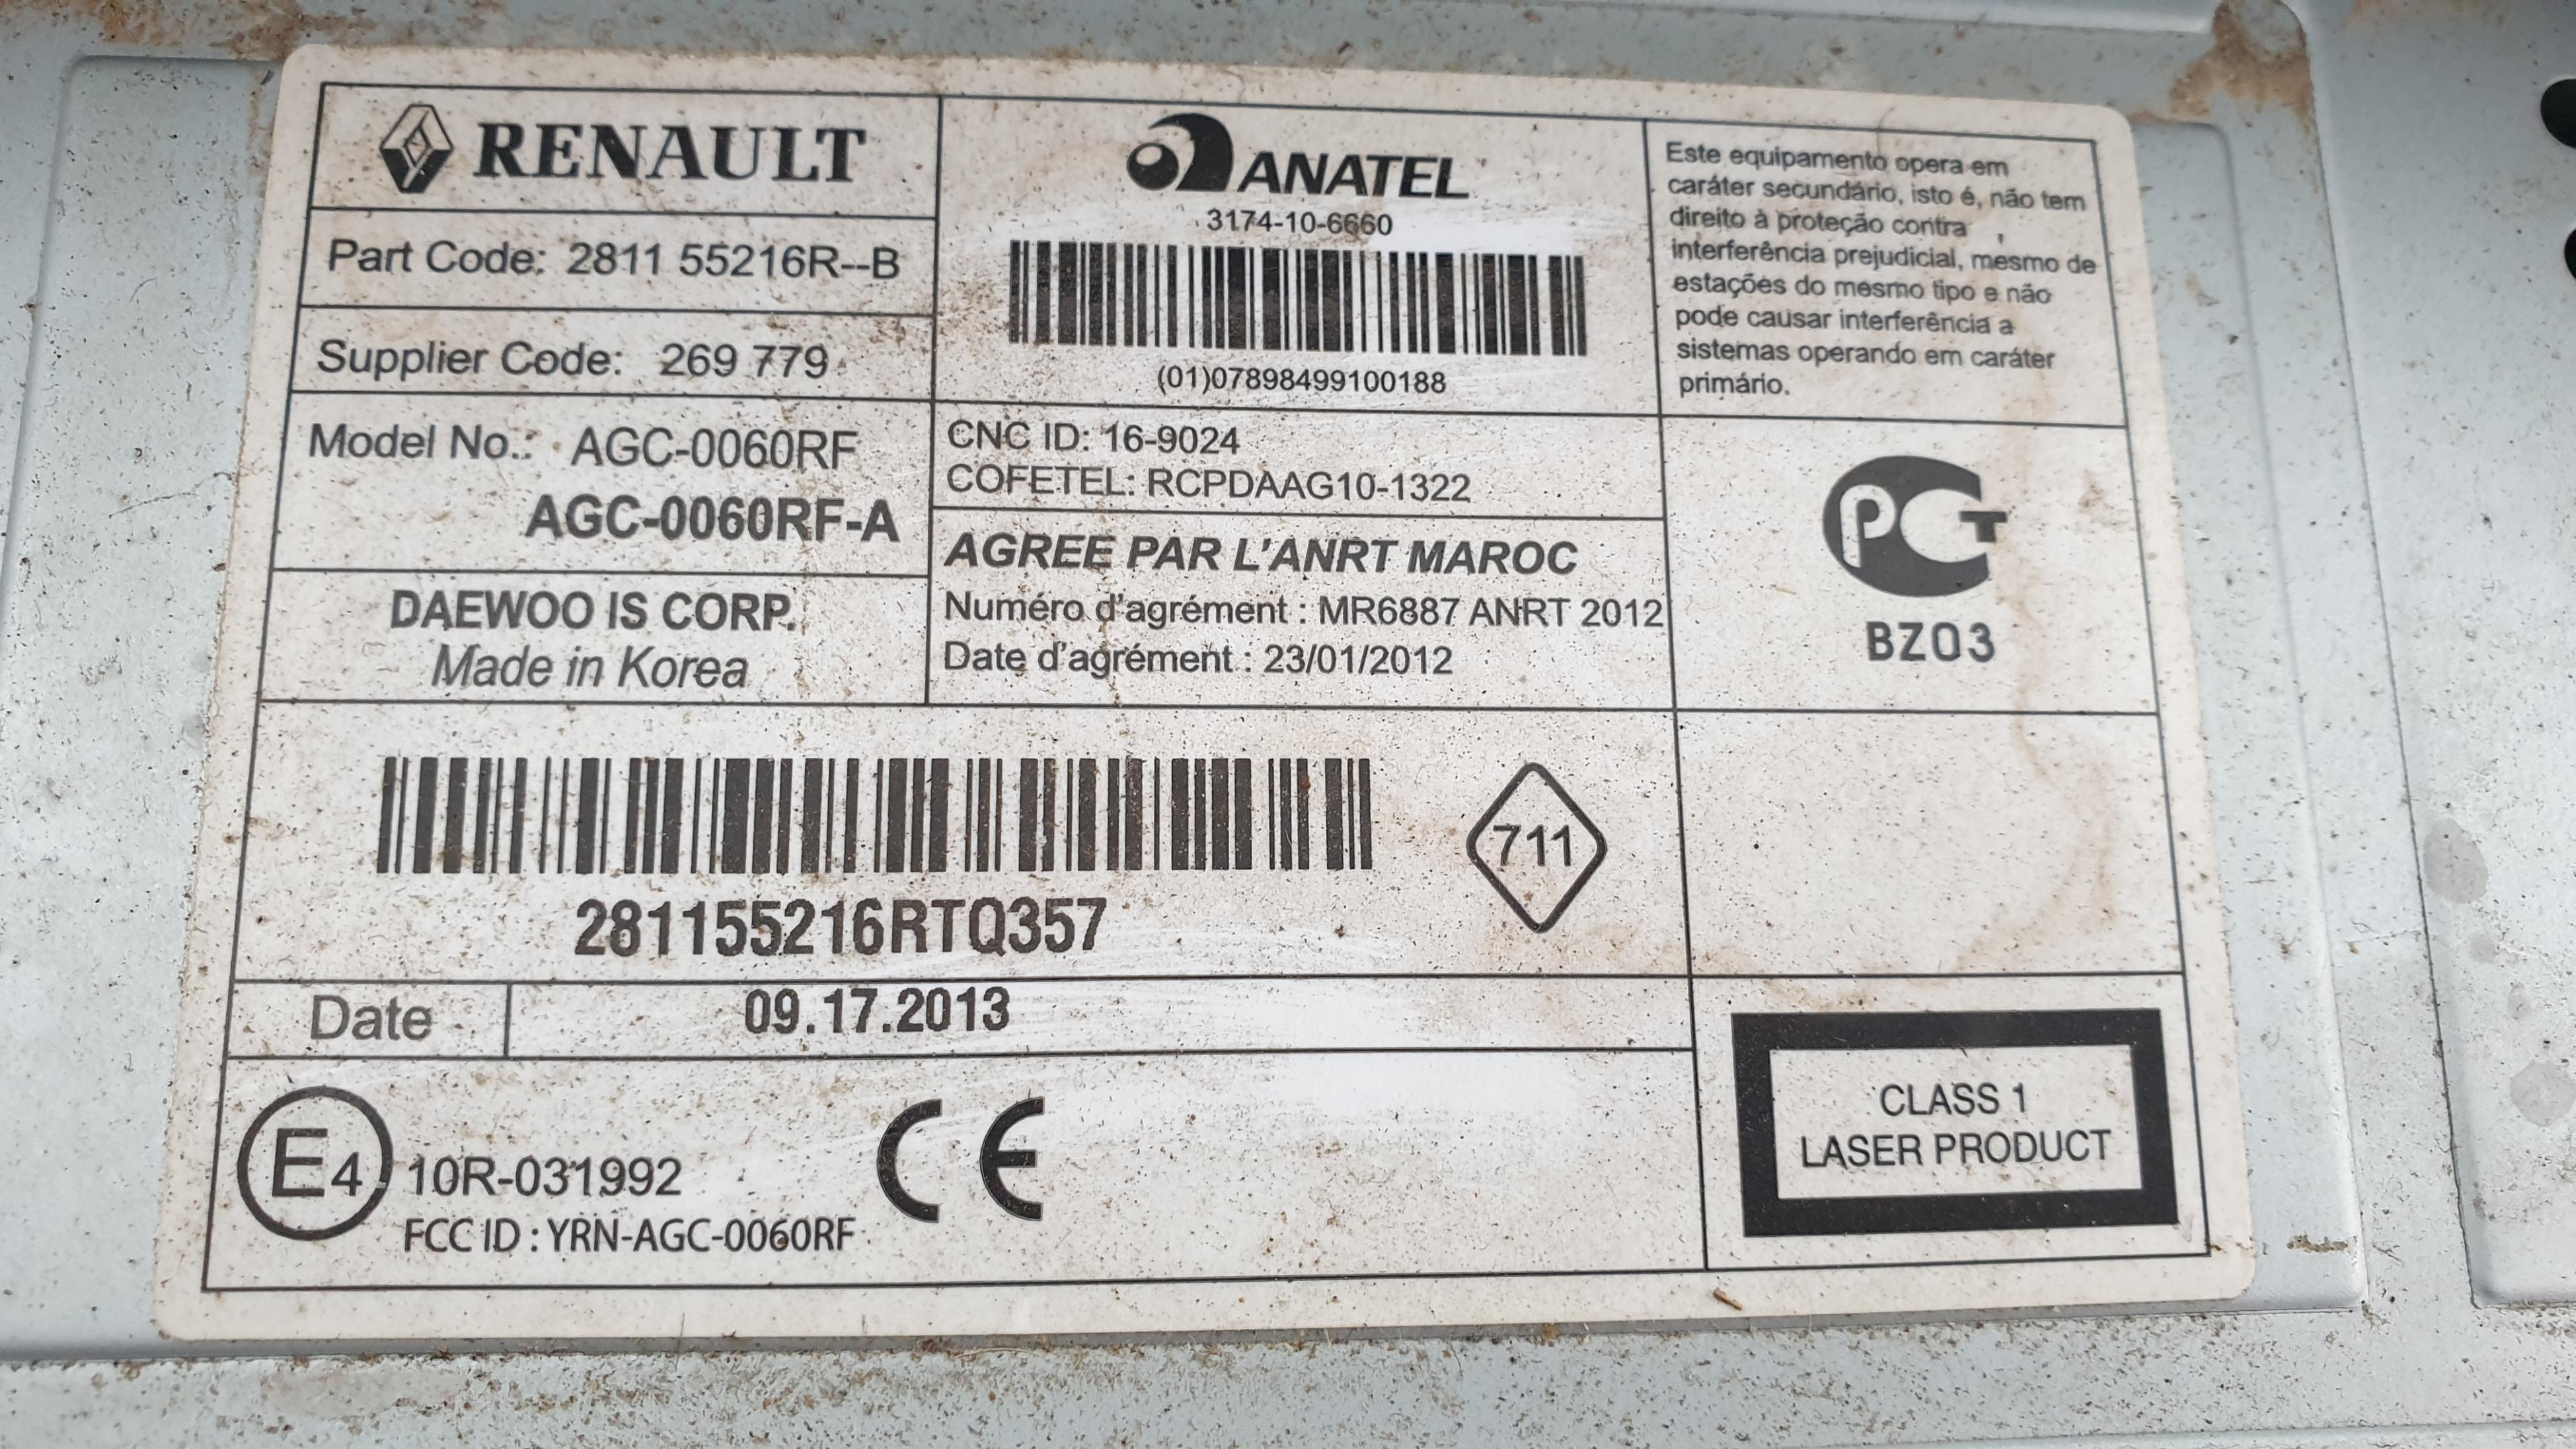 RENAULT
Part Code: 2811 55216R--B
Supplier Code: 269 779
Model No.: AGC-0060RF
AGC-0060RF-A
DAEWOO IS CORP.
Made in Korea
ANATEL
3174-10-6660
(01)07898499100188
CNC ID: 16-9024
COFETEL: RCPDAAG10-1322
AGREE PAR L'ANRT MAROC
Numéro d'agrément : MR6887 ANRT 2012
Date d'agrément : 23/01/2012
Este equipamento opera em
caráter secundário, isto é, não tem
direito à proteção contra
interferência prejudicial, mesmo de
estações do mesmo tipo e não
pode causar interferência a
sistemas operando em caráter
primário.
PCT
BZ03
281155216RTQ357
711
Date 09.17.2013
E4 10R-031992
FCC ID : YRN-AGC-0060RF
CE
CLASS 1
LASER PRODUCT